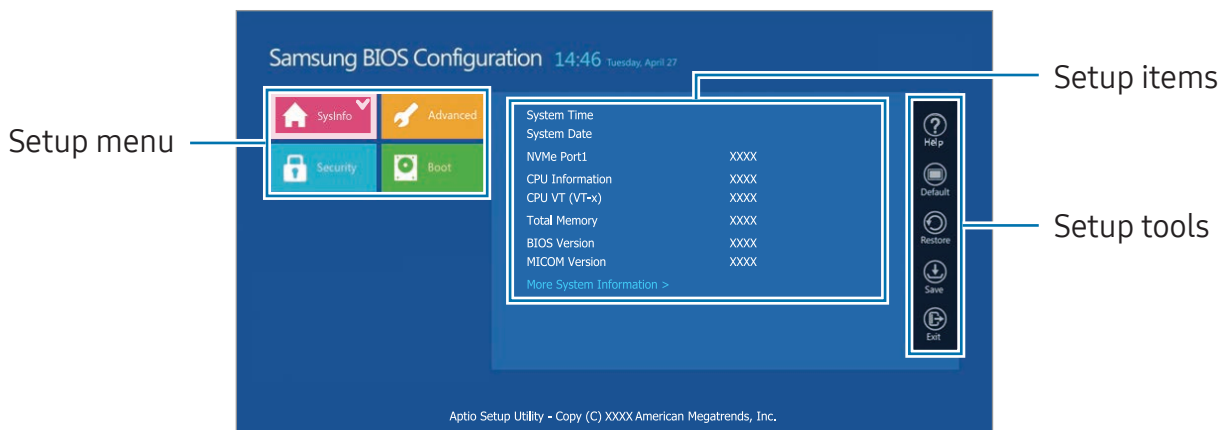 Samsung BIOS Configuration 14:46 Tuesday, April 27
Setup menu
SysInfo
Advanced
Security
Boot
Setup items
System Time
System Date
NVMe Port1 XXXX
CPU Information XXXX
CPU VT (VT-x) XXXX
Total Memory XXXX
BIOS Version XXXX
MICOM Version XXXX
More System Information >
Setup tools
Help
Default
Restore
Save
Exit
Aptio Setup Utility - Copy (C) XXXX American Megatrends, Inc.